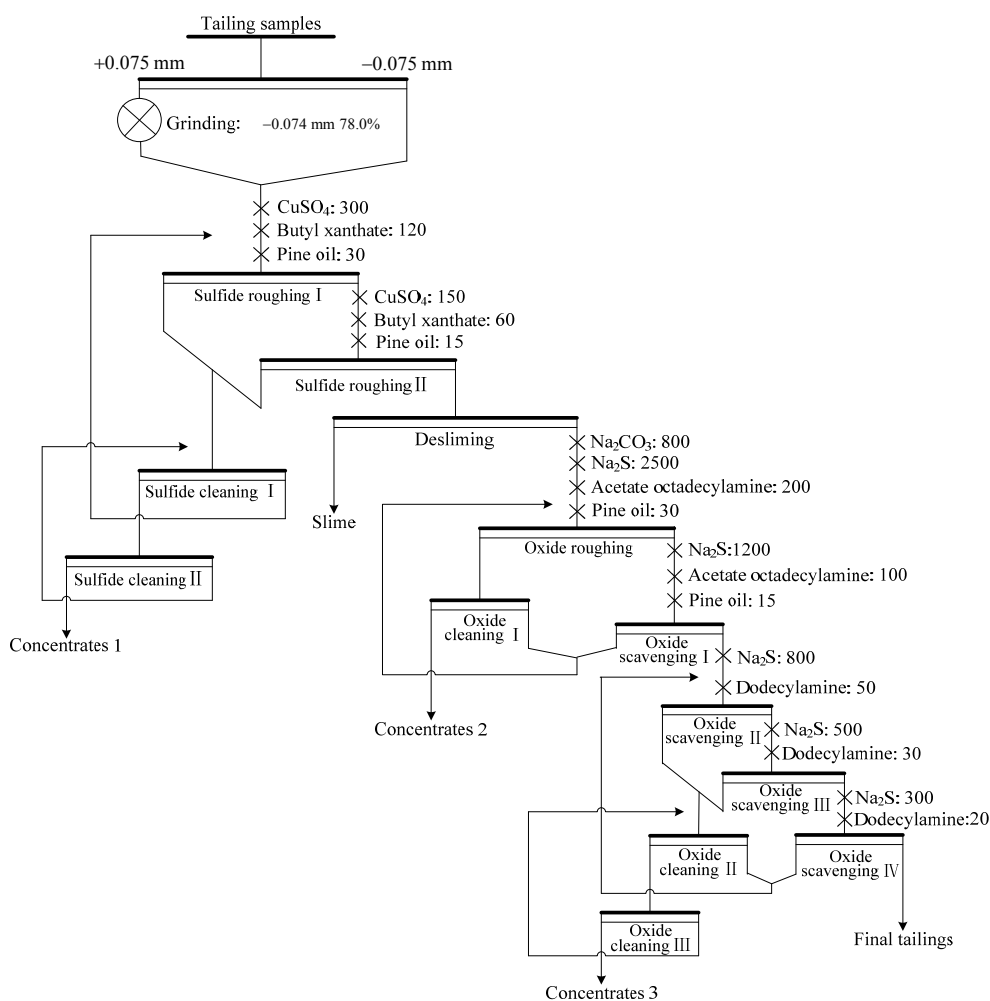 Tailing samples
+0.075 mm
−0.075 mm
Grinding: −0.074 mm 78.0%
CuSO₄: 300
Butyl xanthate: 120
Pine oil: 30
Sulfide roughing Ⅰ
CuSO₄: 150
Butyl xanthate: 60
Pine oil: 15
Sulfide roughing Ⅱ
Desliming
Na₂CO₃: 800
Na₂S: 2500
Acetate octadecylamine: 200
Pine oil: 30
Sulfide cleaning Ⅰ
Slime
Oxide roughing
Na₂S:1200
Acetate octadecylamine: 100
Pine oil: 15
Sulfide cleaning Ⅱ
Concentrates 1
Oxide
cleaning Ⅰ
Oxide
scavenging Ⅰ
Na₂S: 800
Dodecylamine: 50
Concentrates 2
Oxide
scavenging Ⅱ
Na₂S: 500
Dodecylamine: 30
Oxide
scavenging Ⅲ
Na₂S: 300
Dodecylamine:20
Oxide
cleaning Ⅱ
Oxide
scavenging Ⅳ
Oxide
cleaning Ⅲ
Final tailings
Concentrates 3